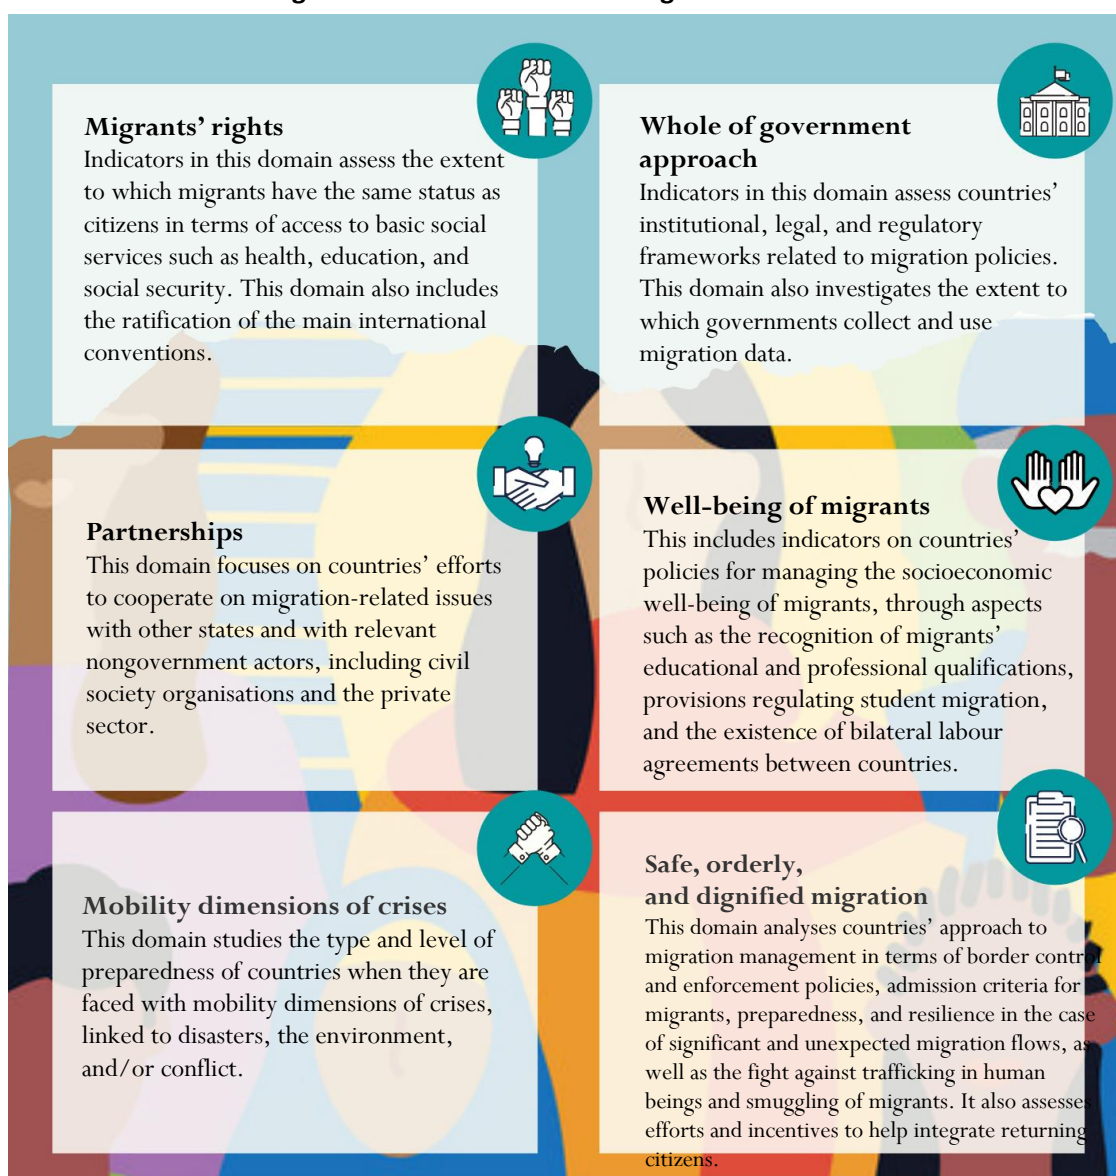 Migrants’ rights
Indicators in this domain assess the extent
to which migrants have the same status as
citizens in terms of access to basic social
services such as health, education, and
social security. This domain also includes
the ratification of the main international
conventions.
Whole of government
approach
Indicators in this domain assess countries’
institutional, legal, and regulatory
frameworks related to migration policies.
This domain also investigates the extent to
which governments collect and use
migration data.
Partnerships
This domain focuses on countries’ efforts
to cooperate on migration-related issues
with other states and with relevant
nongovernment actors, including civil
society organisations and the private
sector.
Well-being of migrants
This includes indicators on countries’
policies for managing the socioeconomic
well-being of migrants, through aspects
such as the recognition of migrants’
educational and professional qualifications,
provisions regulating student migration,
and the existence of bilateral labour
agreements between countries.
Mobility dimensions of crises
This domain studies the type and level of
preparedness of countries when they are
faced with mobility dimensions of crises,
linked to disasters, the environment,
and/or conflict.
Safe, orderly,
and dignified migration
This domain analyses countries’ approach to
migration management in terms of border control
and enforcement policies, admission criteria for
migrants, preparedness, and resilience in the case
of significant and unexpected migration flows, as
well as the fight against trafficking in human
beings and smuggling of migrants. It also assesses
efforts and incentives to help integrate returning
citizens.